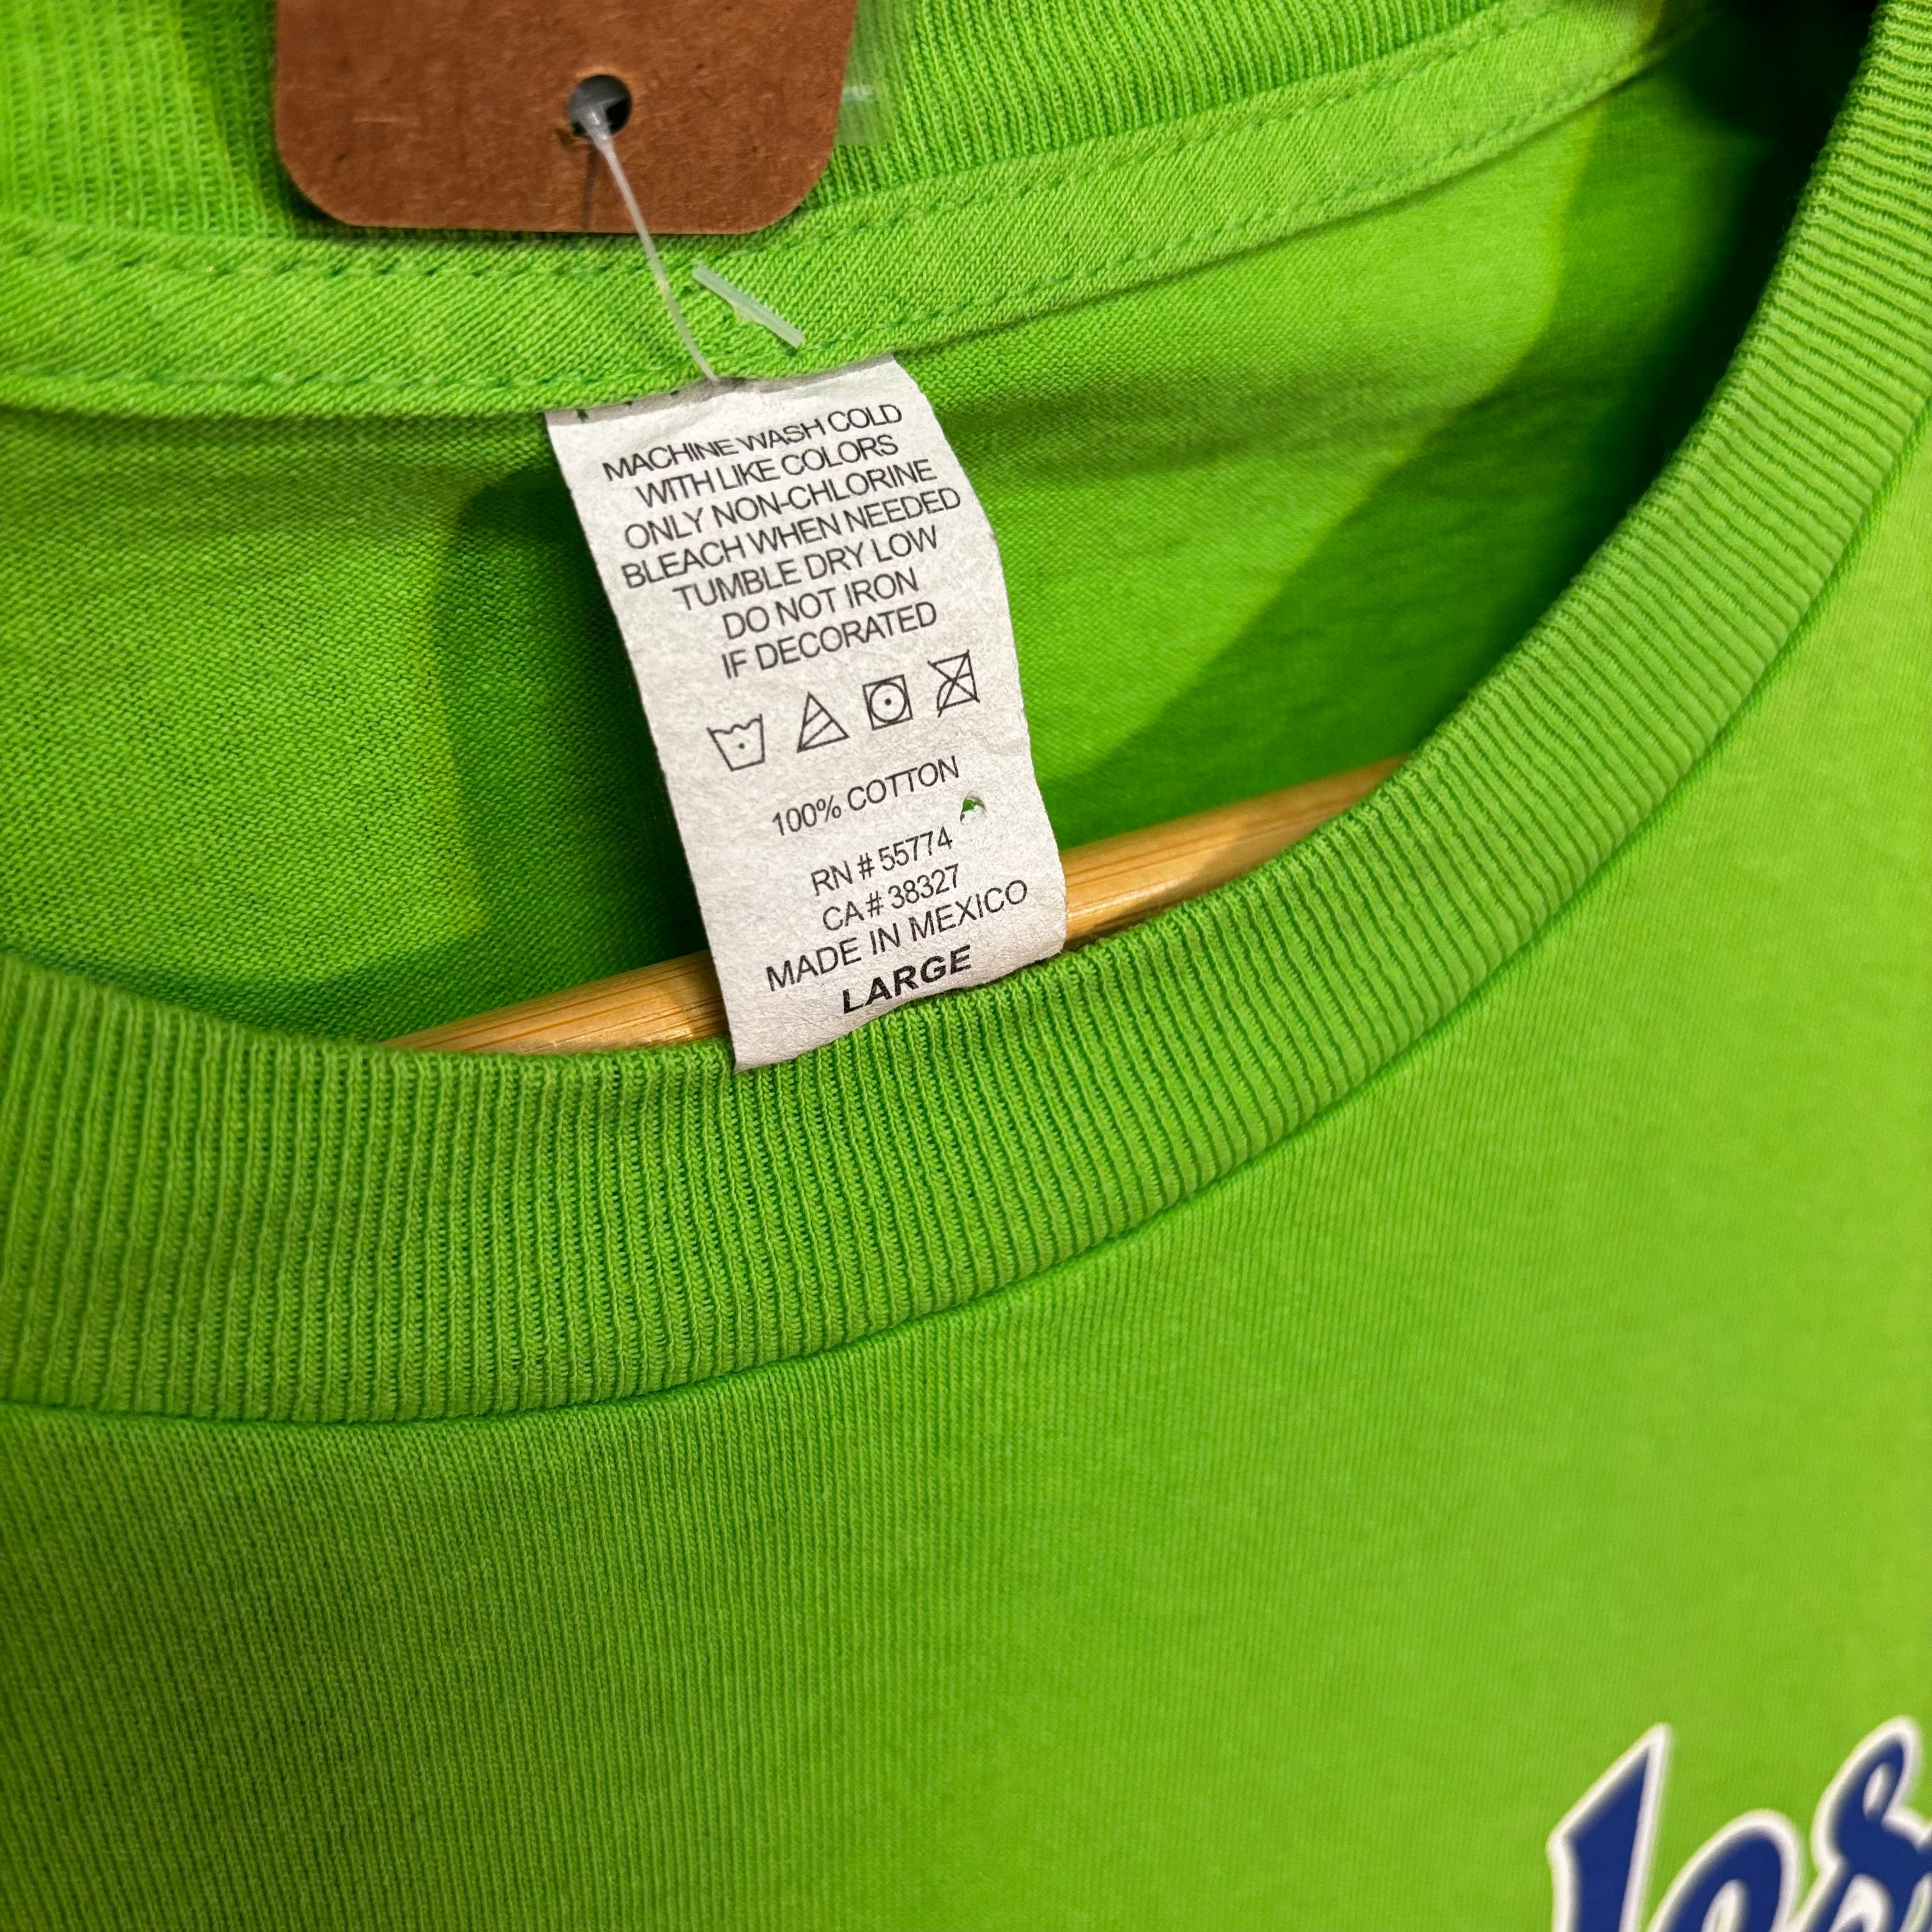 MACHINE WASH COLD
WITH LIKE COLORS
ONLY NON-CHLORINE
BLEACH WHEN NEEDED
TUMBLE DRY LOW
DO NOT IRON
IF DECORATED
100% COTTON
RN # 55774
CA # 38327
MADE IN MEXICO
LARGE
Los